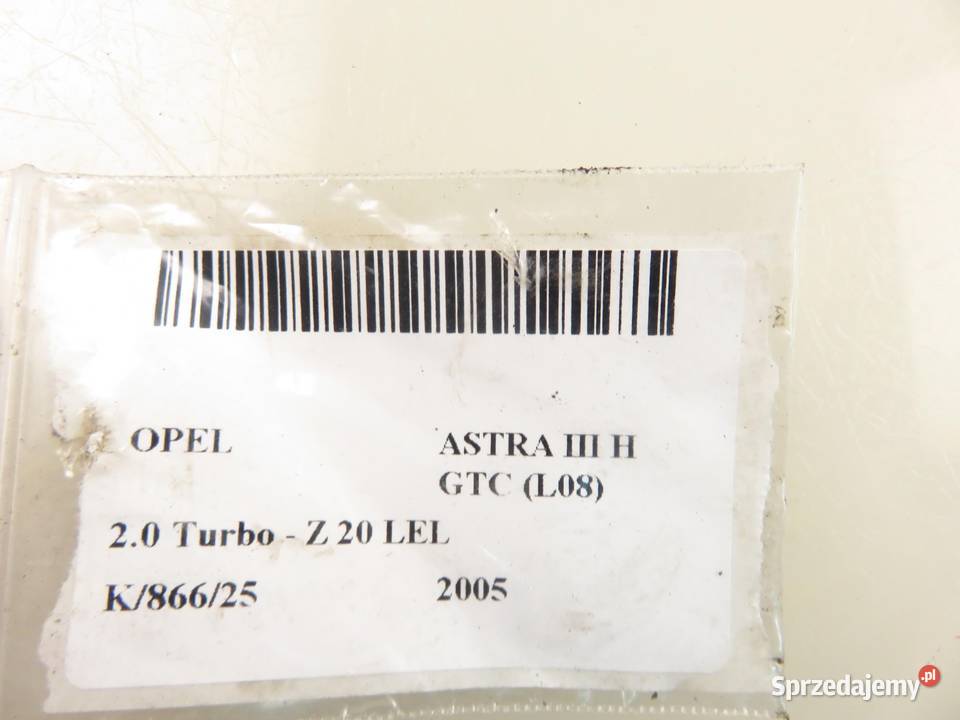 OPEL ASTRA III H
GTC (L08)
2.0 Turbo - Z 20 LEL
K/866/25 2005
Sprzedajemy.pl